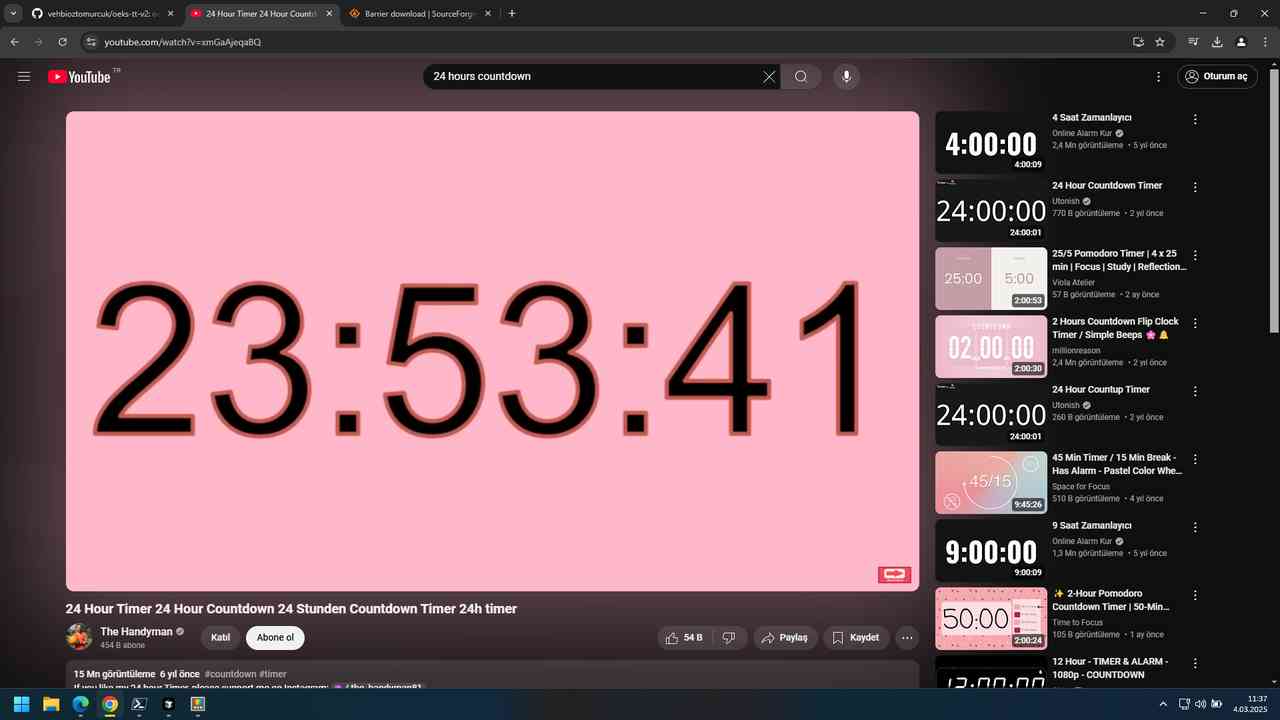 vehbioztomurcuk/oeks-tt-v2: o
24 Hour Timer 24 Hour Countd
Barrier download | SourceForg
youtube.com/watch?v=xmGaAjeqaBQ
YouTube TR
24 hours countdown
Oturum aç
23:53:41
24 Hour Timer 24 Hour Countdown 24 Stunden Countdown Timer 24h timer
The Handyman
454 B abone
Katıl
Abone ol
54 B
Paylaş
Kaydet
15 Mn görüntüleme 6 yıl önce #countdown #timer
If you like my 24 hour Timer, please support me on Instagram: / the_handyman81
4:00:00
4:00:09
4 Saat Zamanlayıcı
Online Alarm Kur
2,4 Mn görüntüleme • 5 yıl önce
24:00:00
24:00:01
24 Hour Countdown Timer
Utonish
770 B görüntüleme • 2 yıl önce
25:00
5:00
2:00:53
25/5 Pomodoro Timer | 4 x 25
min | Focus | Study | Reflection...
Viola Atelier
57 B görüntüleme • 2 ay önce
COUNTDOWN
02:00:00
2:00:30
2 Hours Countdown Flip Clock
Timer / Simple Beeps 🌸 🔔
millionreason
2,4 Mn görüntüleme • 2 yıl önce
24:00:00
24:00:01
24 Hour Countup Timer
Utonish
260 B görüntüleme • 2 yıl önce
45/15
9:45:26
45 Min Timer / 15 Min Break -
Has Alarm - Pastel Color Whe...
Space for Focus
510 B görüntüleme • 4 yıl önce
9:00:00
9:00:09
9 Saat Zamanlayıcı
Online Alarm Kur
1,3 Mn görüntüleme • 5 yıl önce
50:00
2:00:24
✨ 2-Hour Pomodoro
Countdown Timer | 50-Min...
Time to Focus
105 B görüntüleme • 1 ay önce
12:00:00
12 Hour - TIMER & ALARM -
1080p - COUNTDOWN
11:37
4.03.2025